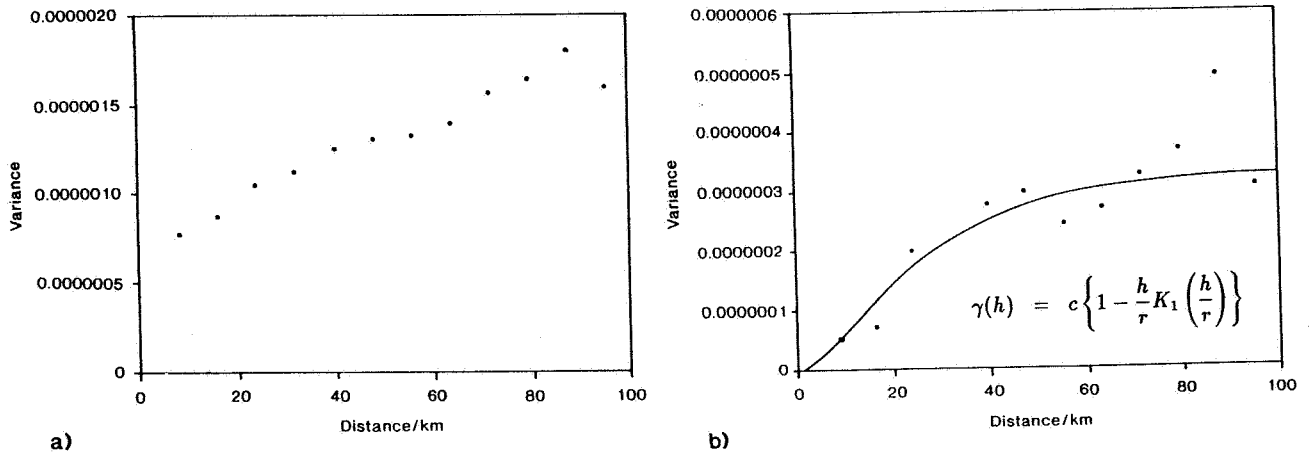 0.0000020
0.0000015
0.0000010
0.0000005
0
Variance
0 20 40 60 80 100
Distance/km
a)
0.0000006
0.0000005
0.0000004
0.0000003
0.0000002
0.0000001
0
Variance
γ(h) = c{1 − h/r K₁ (h/r)}
0 20 40 60 80 100
Distance/km
b)